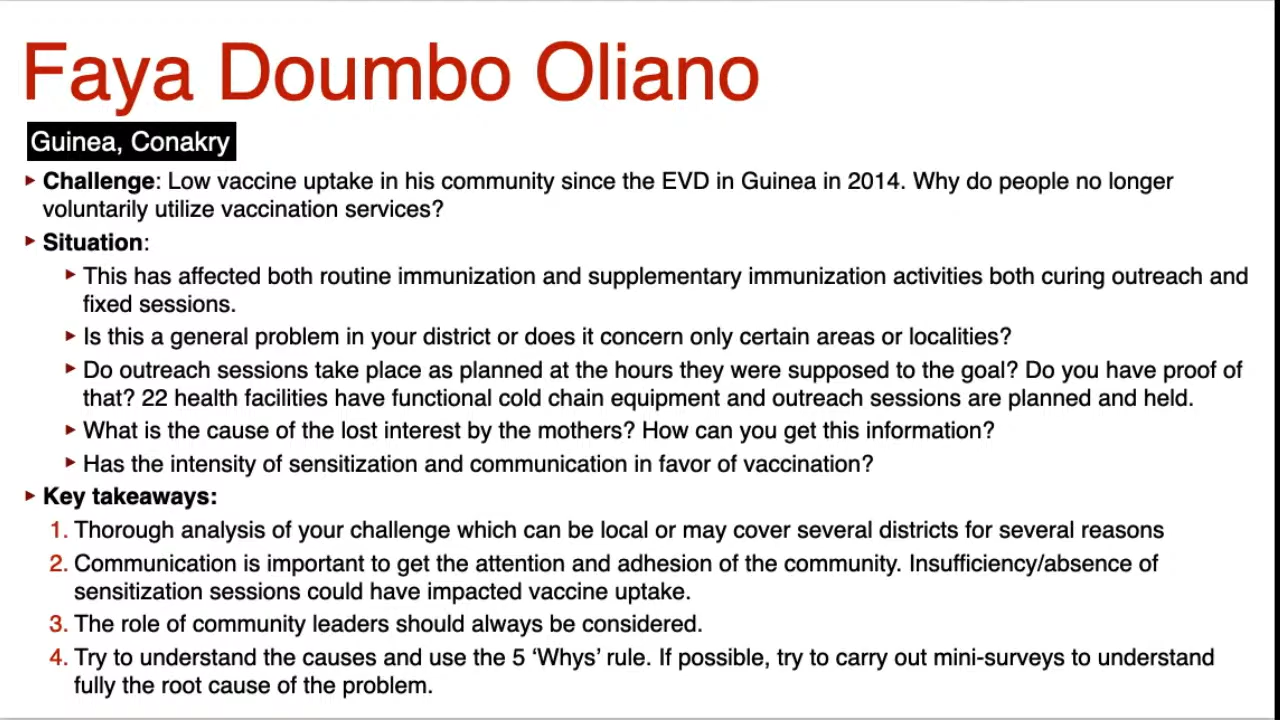 Faya Doumbo Oliano
Guinea, Conakry
‣ Challenge: Low vaccine uptake in his community since the EVD in Guinea in 2014. Why do people no longer
voluntarily utilize vaccination services?
‣ Situation:
‣ This has affected both routine immunization and supplementary immunization activities both curing outreach and
fixed sessions.
‣ Is this a general problem in your district or does it concern only certain areas or localities?
‣ Do outreach sessions take place as planned at the hours they were supposed to the goal? Do you have proof of
that? 22 health facilities have functional cold chain equipment and outreach sessions are planned and held.
‣ What is the cause of the lost interest by the mothers? How can you get this information?
‣ Has the intensity of sensitization and communication in favor of vaccination?
‣ Key takeaways:
1. Thorough analysis of your challenge which can be local or may cover several districts for several reasons
2. Communication is important to get the attention and adhesion of the community. Insufficiency/absence of
sensitization sessions could have impacted vaccine uptake.
3. The role of community leaders should always be considered.
4. Try to understand the causes and use the 5 ‘Whys’ rule. If possible, try to carry out mini-surveys to understand
fully the root cause of the problem.